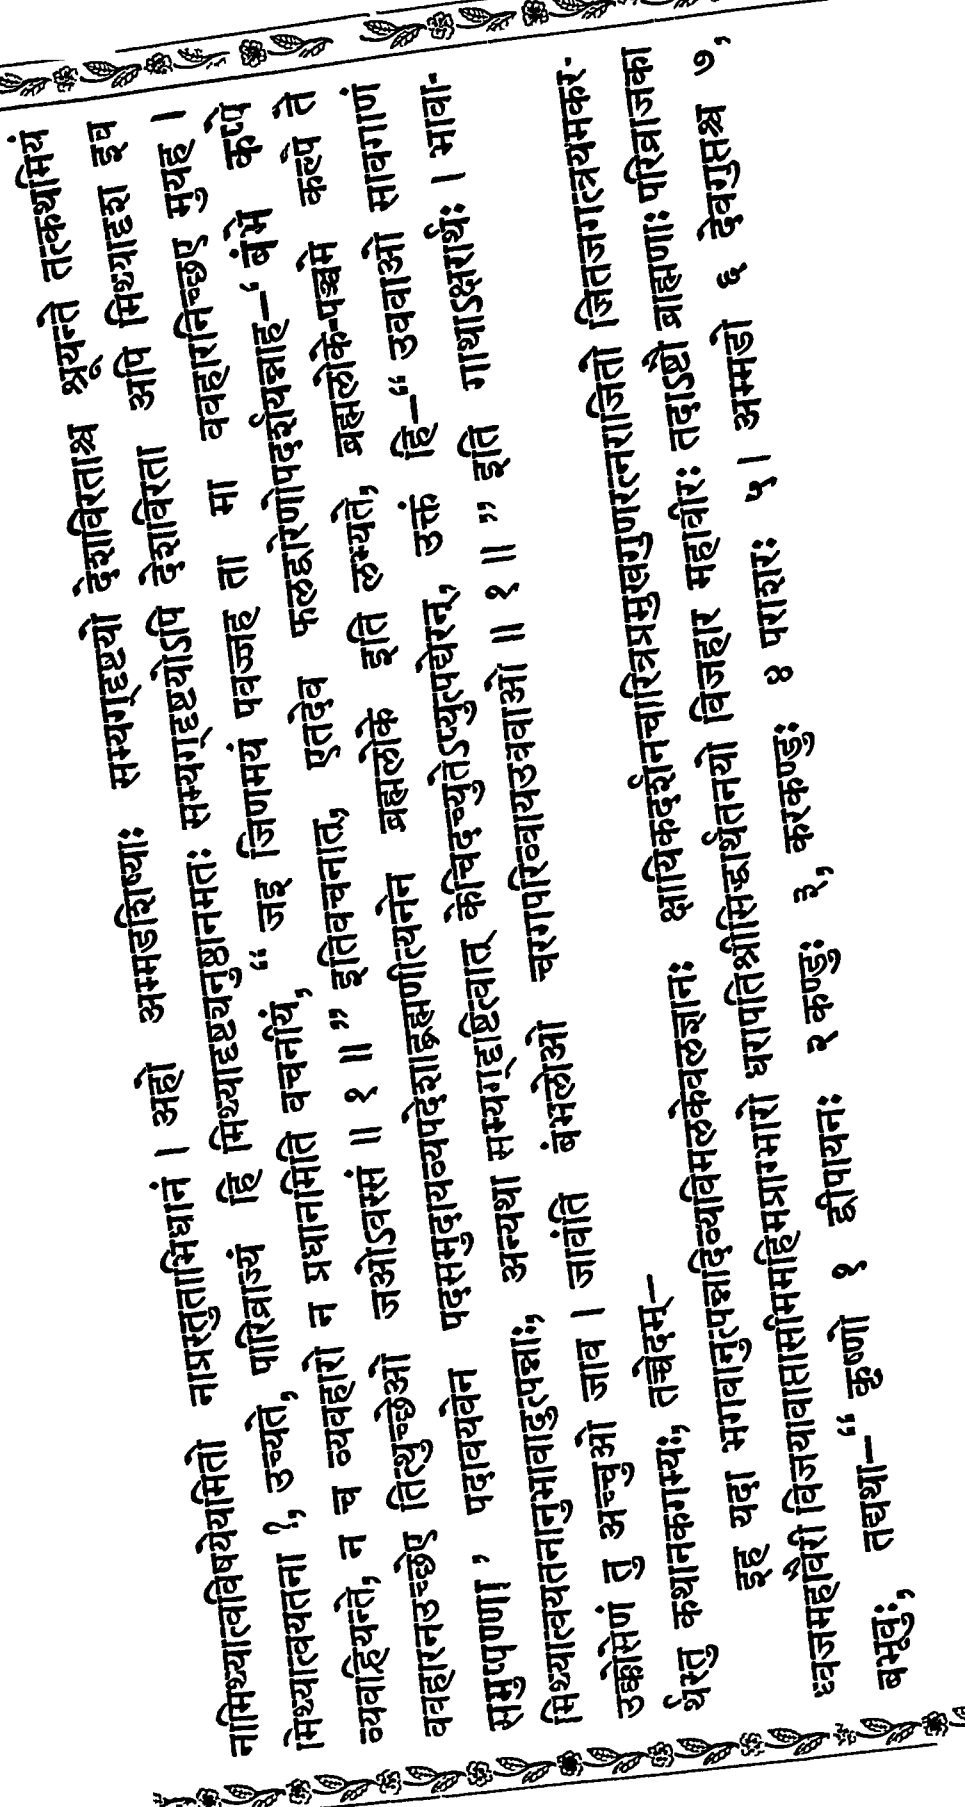 नामिथ्यात्वविषयेयमितो नाप्रस्तुताभिधानं । अहो अम्मडशिष्याः सम्यग्दृष्टयो देशविरताश्च श्रूयन्ते तत्कथमियं
मिथ्यात्वयतना ?, उच्यते, पारिव्राज्यं हि मिथ्यादृष्ट्यनुष्ठानमतः सम्यग्दृष्टयोऽपि देशविरता अपि मिथ्यादृश इव
व्यवह्रियन्ते, न च व्यवहारो न प्रधानमिति वचनीयं, “ जइ जिणमयं पवज्जह ता मा ववहारनिच्छए मुयह ।
ववहारनउच्छेए तित्थुच्छेओ जओऽवस्सं ॥ १ ॥ ” इतिवचनात्, एतदेव फलद्वारेणोपदर्शयन्नाह–‘ बंभे कप्पे
समुप्पण्णा ’ पदावयवेन पदसमुदायव्यपदेशाद्ब्रह्मणीत्यनेन ब्रह्मलोके इति लभ्यते, ब्रह्मलोके-पञ्चमे कल्पे ते
मिथ्यात्वयतनानुभावादुत्पन्नाः, अन्यथा सम्यग्दृष्टित्वात् केचिदच्युतेऽप्युत्पद्येरन्, उक्तं हि–“ उववाओ सावगाणं
उक्कोसेणं तु अच्चुओ जाव । जावंति बंभलोओ चरगपरिव्वायउववाओ ॥ १ ॥ ” इति गाथाऽक्षरार्थः । भावा-
र्थस्तु कथानकगम्यः, तच्चेदम्–
इह यदा भगवानुत्पन्नदिव्यविमलकेवलज्ञानः क्षायिकदर्शनचारित्रप्रमुखगुणरत्नराजितो जितजगत्त्रयमकर-
ध्वजमहावैरी विजयावाप्तासीममहिमप्राग्भारो धरापतिश्रीसिद्धार्थतनयो विजहार महावीरः तदाऽष्टौ ब्राह्मणाः परिव्राजका
बभूवुः, तद्यथा–“ कृष्णो १ द्वीपायनः २ कण्डुः ३, करकण्डुः ४ पराशरः ५ । अम्मडो ६ देवगुप्तश्च ७,